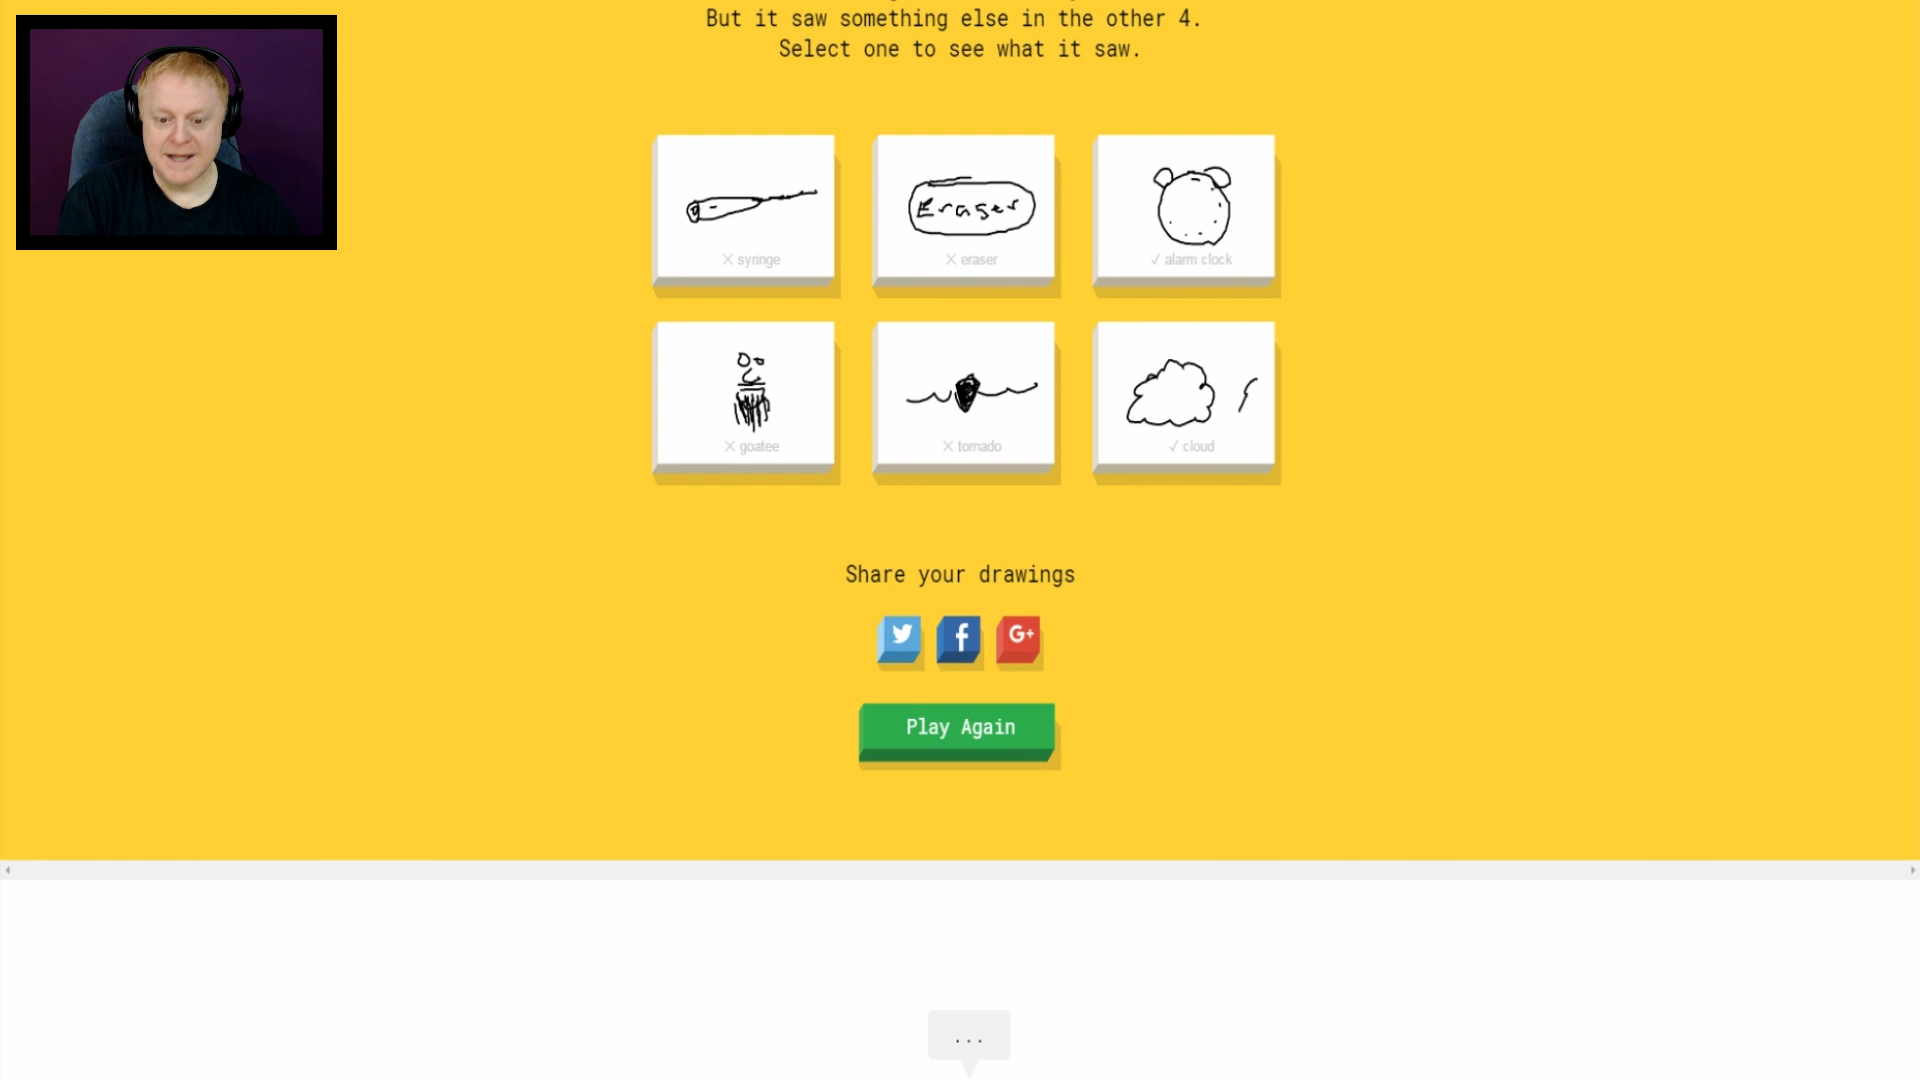 But it saw something else in the other 4.
Select one to see what it saw.
Eraser
X syringe
X eraser
✓ alarm clock
X goatee
X tornado
✓ cloud
Share your drawings
f
G+
Play Again
...